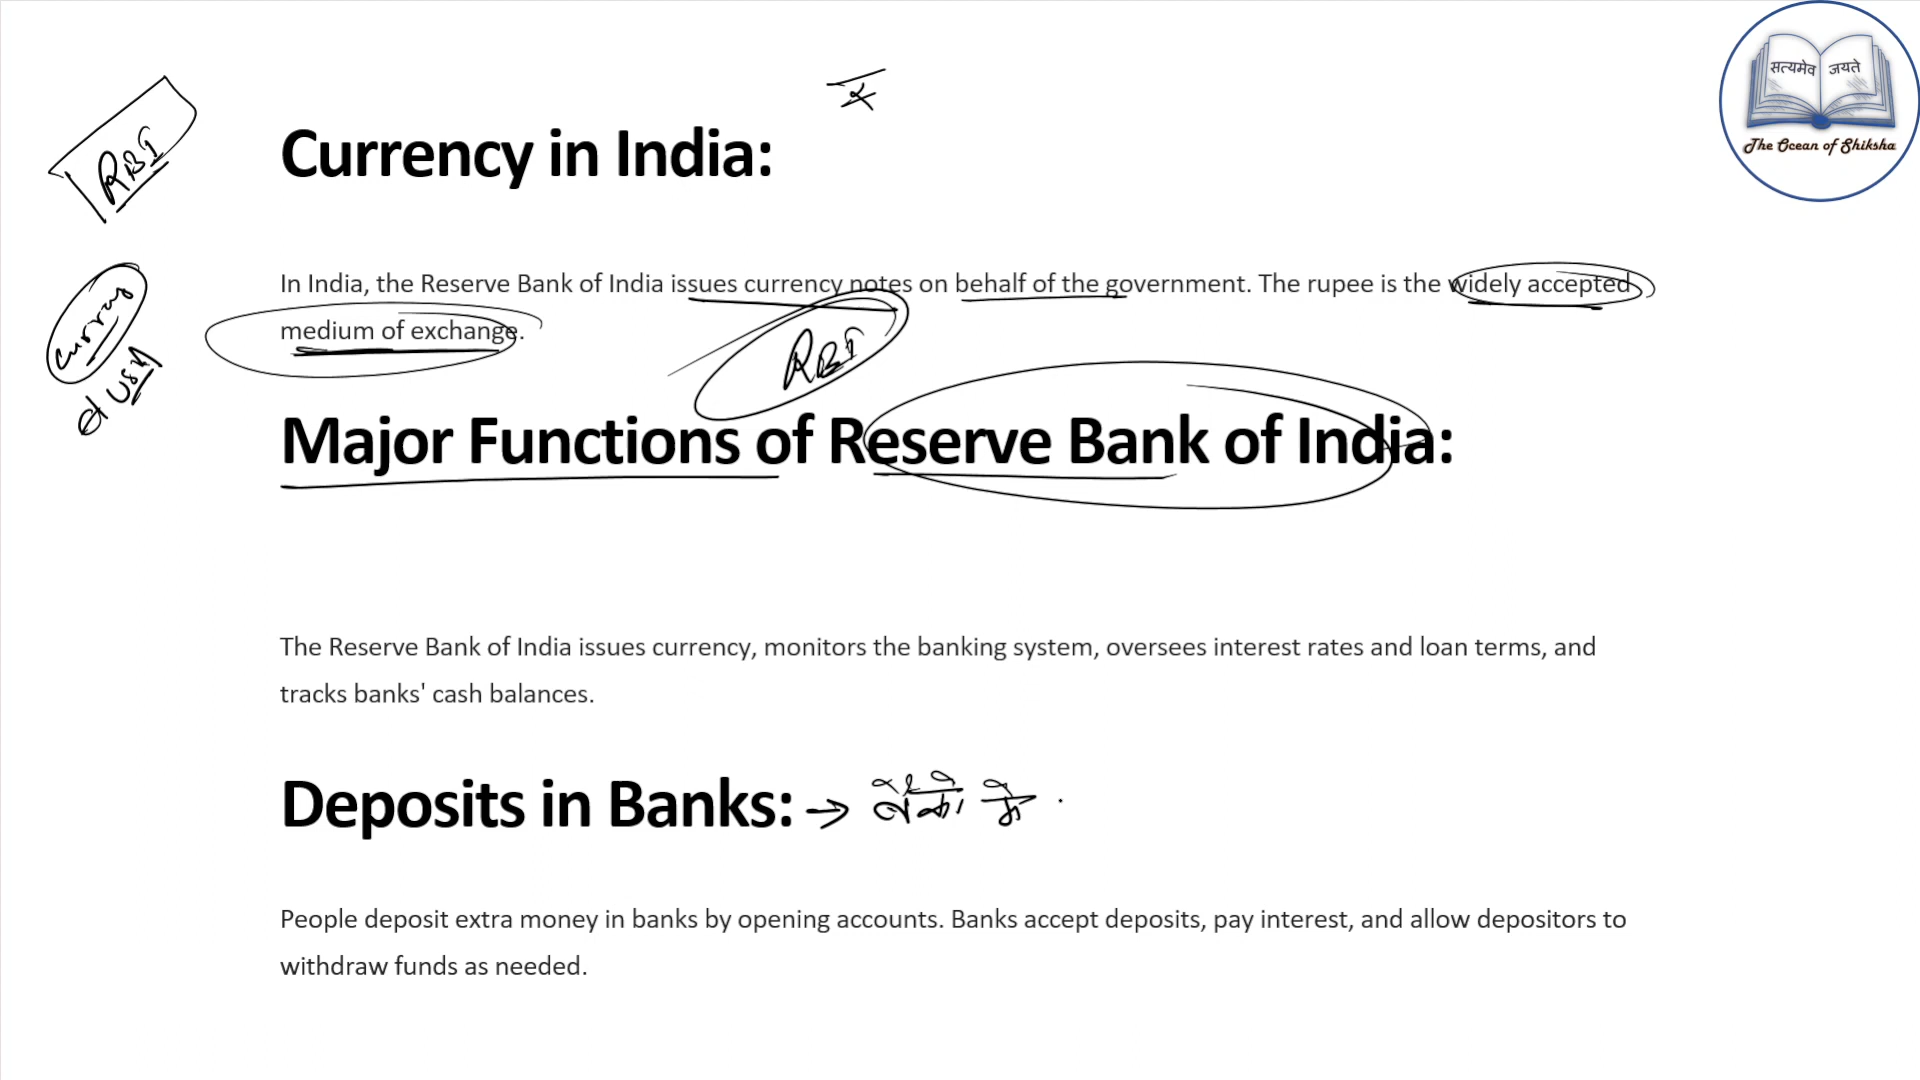 सत्यमेव जयते
The Ocean of Shiksha
RBI
Currency in India:
In India, the Reserve Bank of India issues currency notes on behalf of the government. The rupee is the widely accepted
medium of exchange.
RBI
Major Functions of Reserve Bank of India:
The Reserve Bank of India issues currency, monitors the banking system, oversees interest rates and loan terms, and
tracks banks' cash balances.
Deposits in Banks: →
People deposit extra money in banks by opening accounts. Banks accept deposits, pay interest, and allow depositors to
withdraw funds as needed.